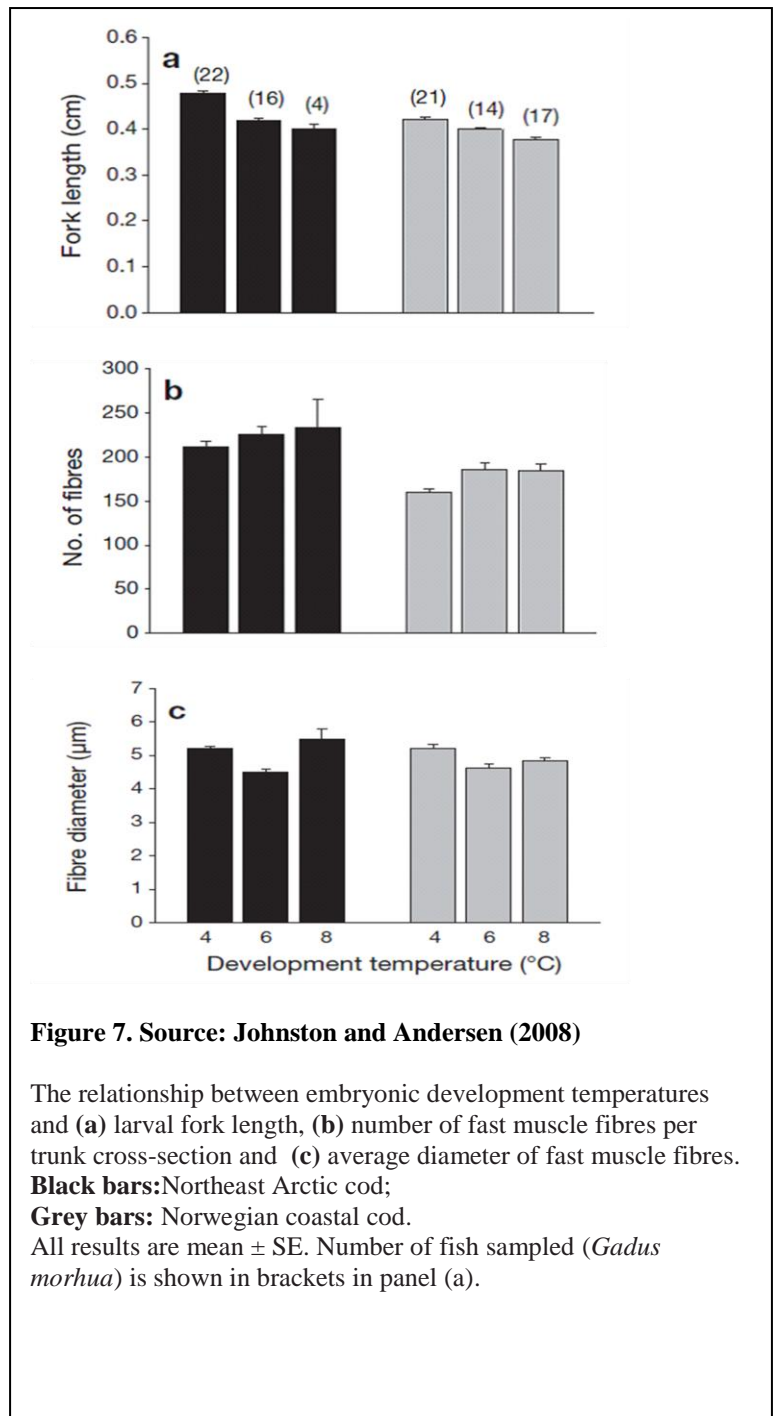 a
Fork length (cm)
0.6
0.5
0.4
0.3
0.2
0.1
0.0
(22)
(16)
(4)
(21)
(14)
(17)
b
No. of fibres
300
250
200
150
100
50
0
c
Fibre diameter (µm)
7
6
5
4
3
2
1
0
4 6 8 4 6 8
Development temperature (°C)
Figure 7. Source: Johnston and Andersen (2008)
The relationship between embryonic development temperatures
and (a) larval fork length, (b) number of fast muscle fibres per
trunk cross-section and (c) average diameter of fast muscle fibres.
Black bars:Northeast Arctic cod;
Grey bars: Norwegian coastal cod.
All results are mean ± SE. Number of fish sampled (Gadus
morhua) is shown in brackets in panel (a).